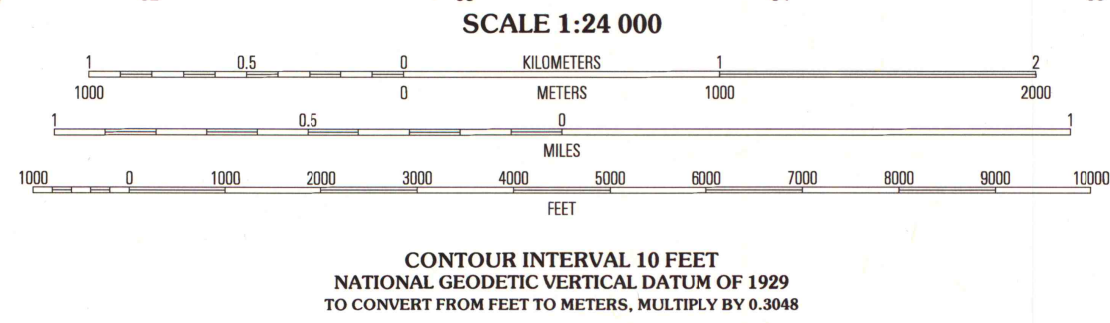 SCALE 1:24 000
1 0.5 0 KILOMETERS 1 2
1000 0 METERS 1000 2000
1 0.5 0 1
MILES
1000 0 1000 2000 3000 4000 5000 6000 7000 8000 9000 10000
FEET
CONTOUR INTERVAL 10 FEET
NATIONAL GEODETIC VERTICAL DATUM OF 1929
TO CONVERT FROM FEET TO METERS, MULTIPLY BY 0.3048